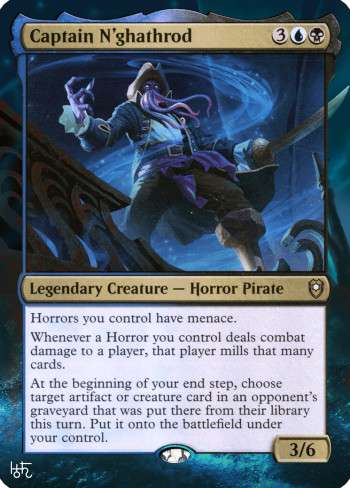 Captain N'ghathrod 3
Legendary Creature — Horror Pirate
Horrors you control have menace.
Whenever a Horror you control deals combat
damage to a player, that player mills that many
cards.
At the beginning of your end step, choose
target artifact or creature card in an opponent's
graveyard that was put there from their library
this turn. Put it onto the battlefield under
your control.
3/6